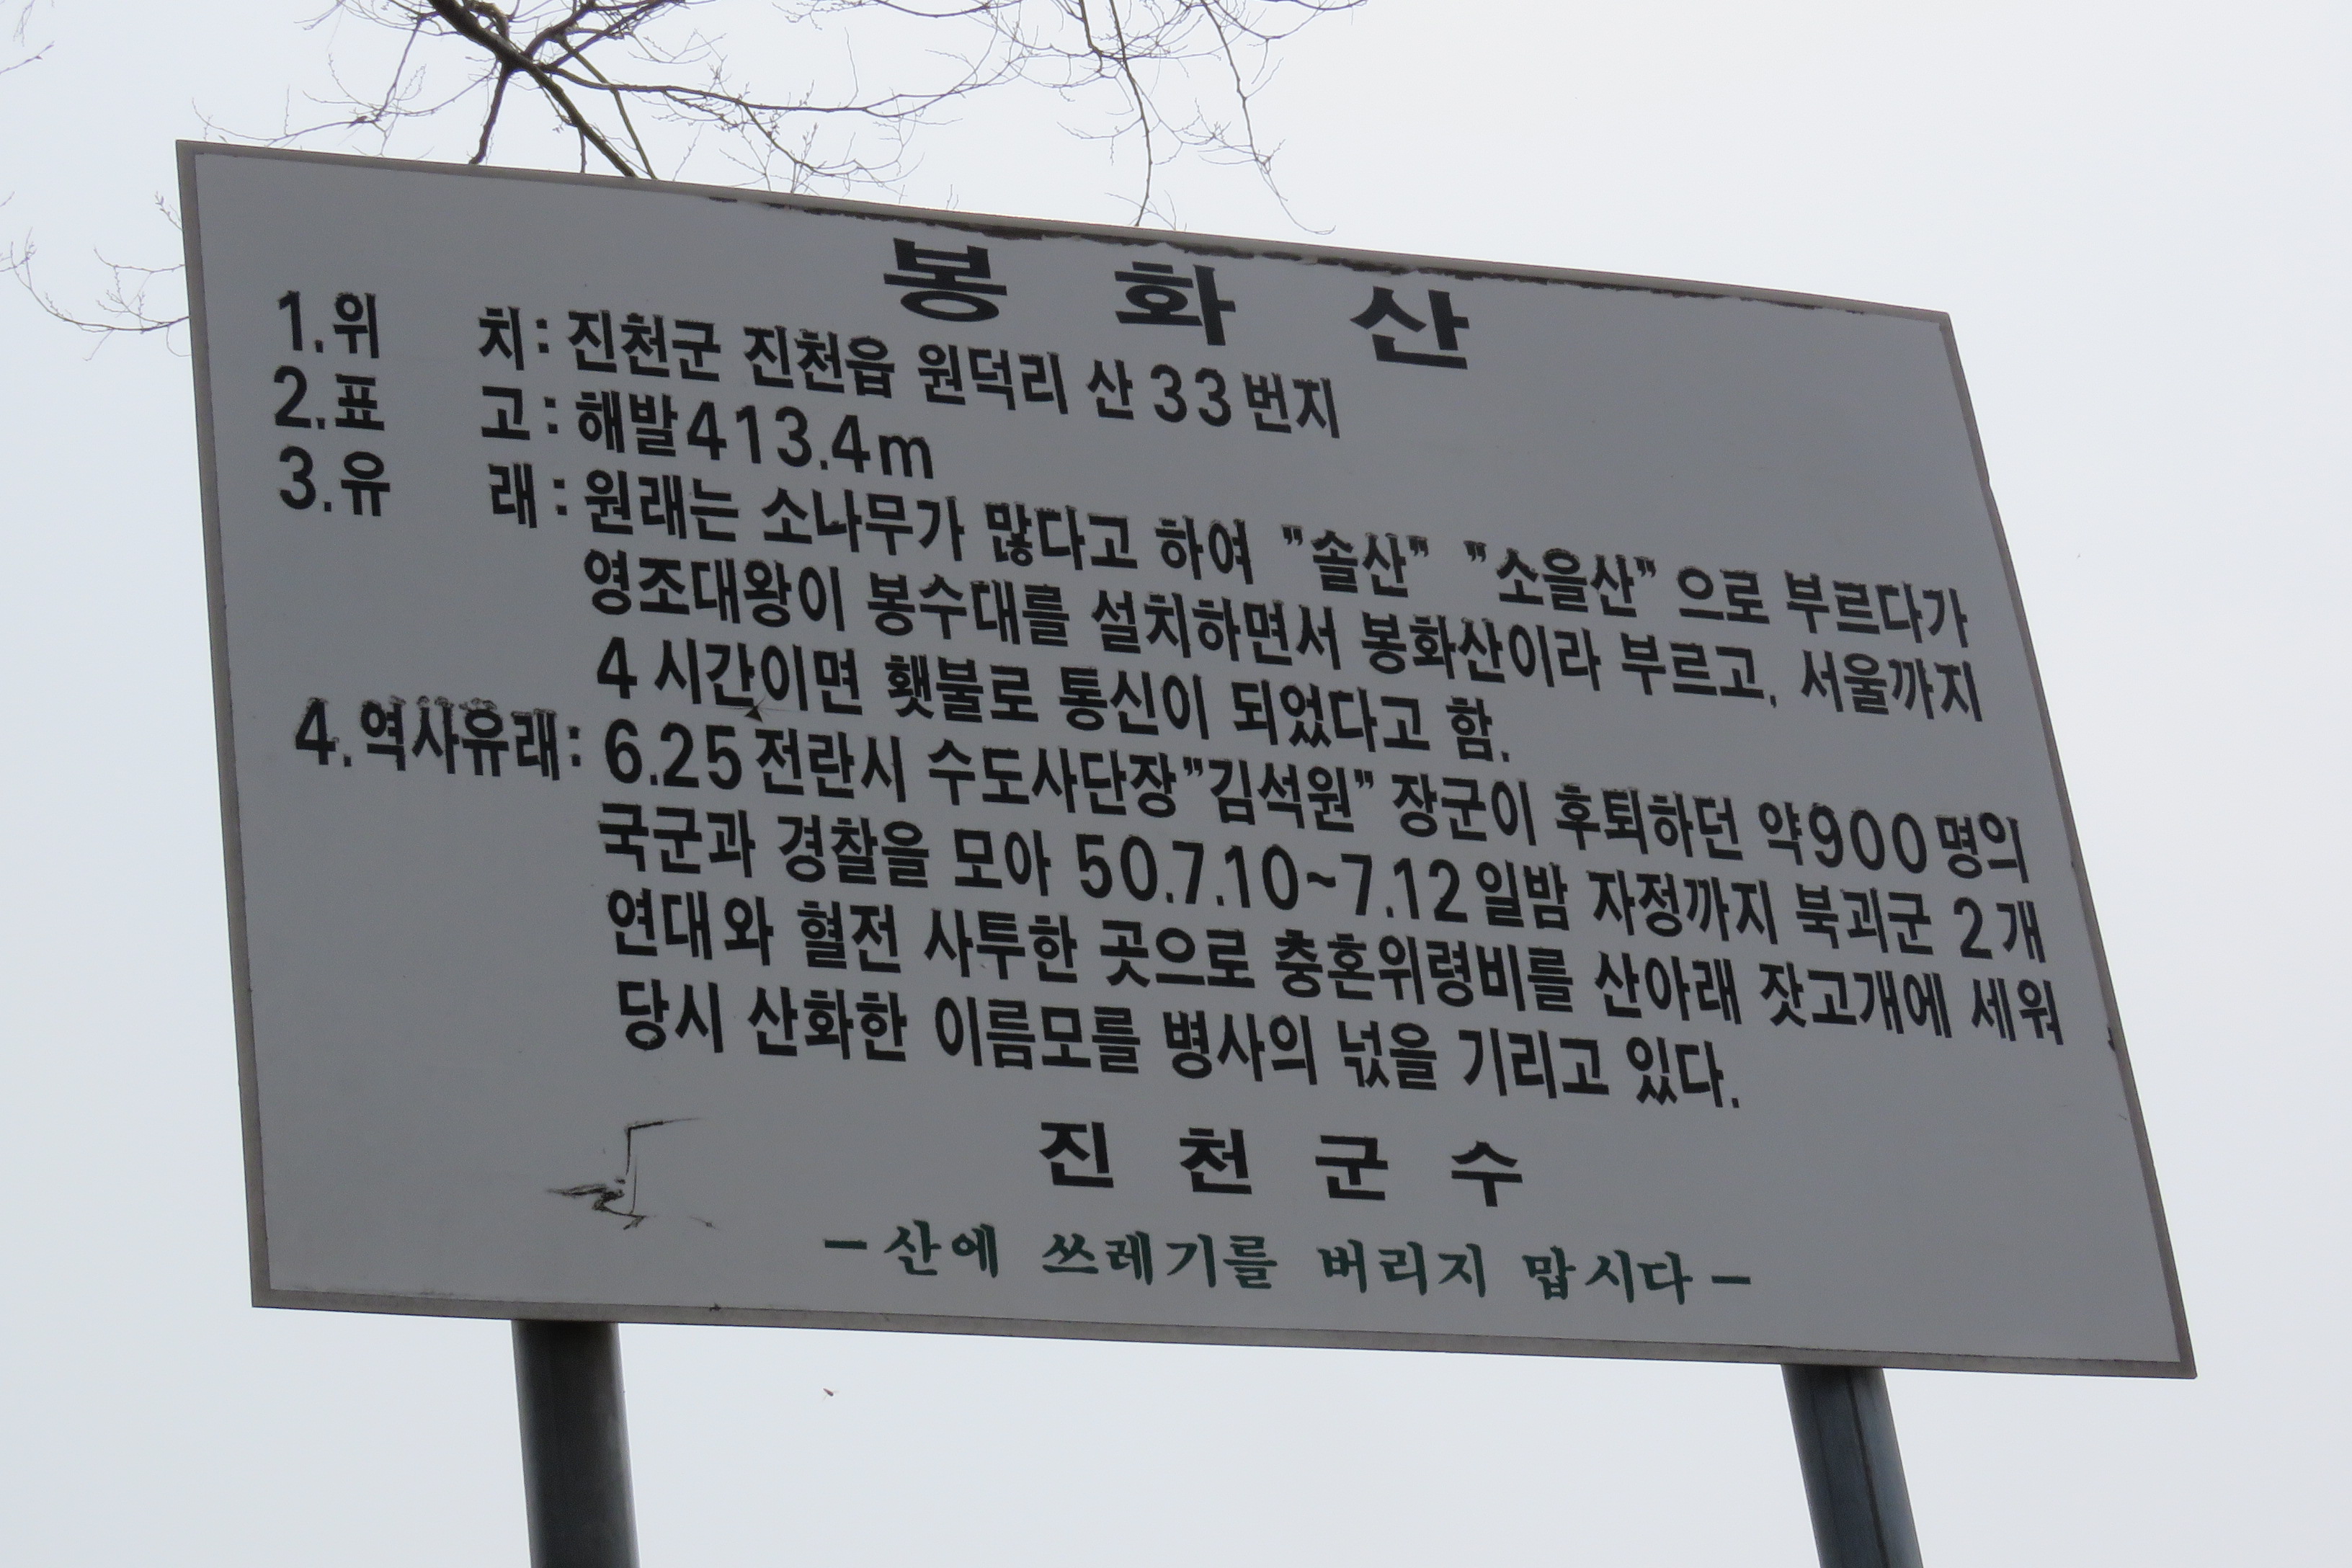 봉 화 산
1.위 치: 진천군 진천읍 원덕리 산 33 번지
2.표 고: 해발 413.4m
3.유 래: 원래는 소나무가 많다고 하여 "솔산" "소을산" 으로 부르다가
영조대왕이 봉수대를 설치하면서 봉화산이라 부르고, 서울까지
4 시간이면 횃불로 통신이 되었다고 함.
4.역사유래: 6.25 전란시 수도사단장"김석원" 장군이 후퇴하던 약900 명의
국군과 경찰을 모아 50.7.10~7.12 일밤 자정까지 북괴군 2 개
연대와 혈전 사투한 곳으로 충혼위령비를 산아래 잣고개에 세워
당시 산화한 이름모를 병사의 넋을 기리고 있다.
진 천 군 수
-산에 쓰레기를 버리지 맙시다-